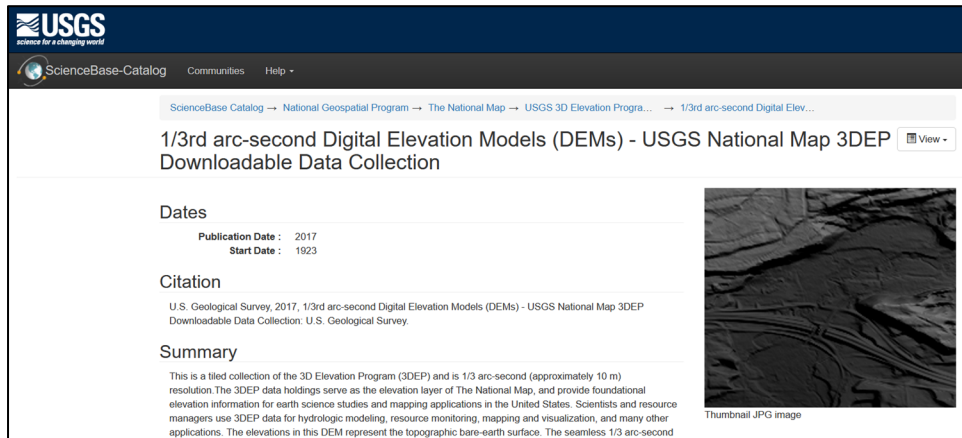 USGS
science for a changing world
ScienceBase-Catalog Communities Help
ScienceBase Catalog → National Geospatial Program → The National Map → USGS 3D Elevation Progra... → 1/3rd arc-second Digital Elev...
1/3rd arc-second Digital Elevation Models (DEMs) - USGS National Map 3DEP
Downloadable Data Collection
View
Dates
Publication Date : 2017
Start Date : 1923
Citation
U.S. Geological Survey, 2017, 1/3rd arc-second Digital Elevation Models (DEMs) - USGS National Map 3DEP
Downloadable Data Collection: U.S. Geological Survey.
Summary
This is a tiled collection of the 3D Elevation Program (3DEP) and is 1/3 arc-second (approximately 10 m)
resolution.The 3DEP data holdings serve as the elevation layer of The National Map, and provide foundational
elevation information for earth science studies and mapping applications in the United States. Scientists and resource
managers use 3DEP data for hydrologic modeling, resource monitoring, mapping and visualization, and many other
applications. The elevations in this DEM represent the topographic bare-earth surface. The seamless 1/3 arc-second
Thumbnail JPG image